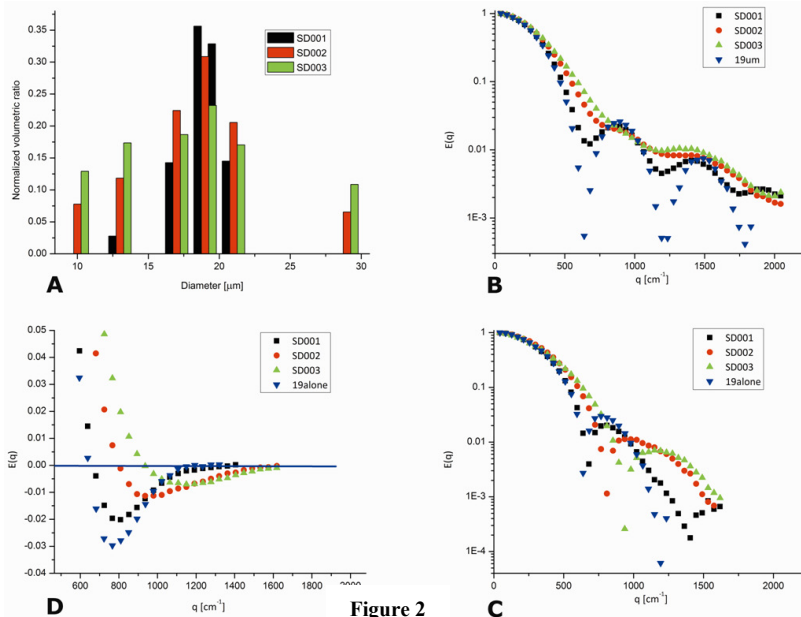 SD001
SD002
SD003
0.35
0.30
0.25
0.20
0.15
0.10
0.05
0.00
Normalized volumetric ratio
10 15 20 25 30
Diameter [µm]
A
SD001
SD002
SD003
19um
1
0.1
0.01
1E-3
E(q)
0 500 1000 1500 2000
q [cm⁻¹]
B
SD001
SD002
SD003
19alone
0.05
0.04
0.03
0.02
0.01
0.00
-0.01
-0.02
-0.03
-0.04
E(q)
600 800 1000 1200 1400 1600 1800 2000
q [cm⁻¹]
D
SD001
SD002
SD003
19alone
1
0.1
0.01
1E-3
1E-4
E(q)
0 500 1000 1500 2000
q [cm⁻¹]
C
Figure 2